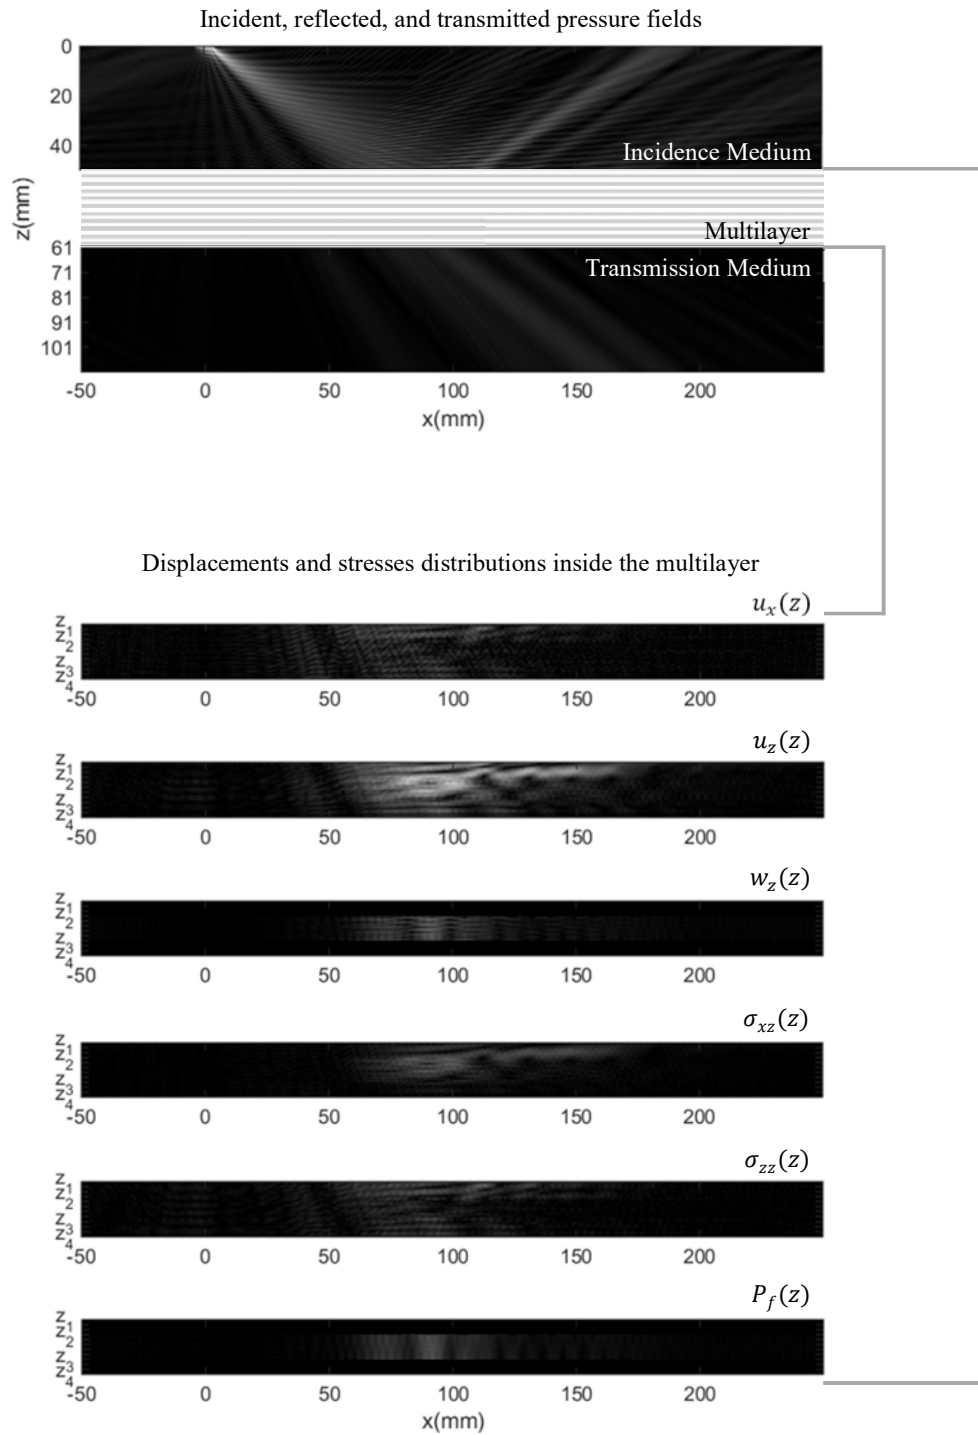 Incident, reflected, and transmitted pressure fields
0
20
40
z(mm)
Incidence Medium
Multilayer
61
Transmission Medium
71
81
91
101
-50 0 50 100 150 200
x(mm)
Displacements and stresses distributions inside the multilayer
u_x(z)
z_1
z_2
z_3
z_4
-50 0 50 100 150 200
u_z(z)
z_1
z_2
z_3
z_4
-50 0 50 100 150 200
w_z(z)
z_1
z_2
z_3
z_4
-50 0 50 100 150 200
σ_xz(z)
z_1
z_2
z_3
z_4
-50 0 50 100 150 200
σ_zz(z)
z_1
z_2
z_3
z_4
-50 0 50 100 150 200
P_f(z)
z_1
z_2
z_3
z_4
-50 0 50 100 150 200
x(mm)